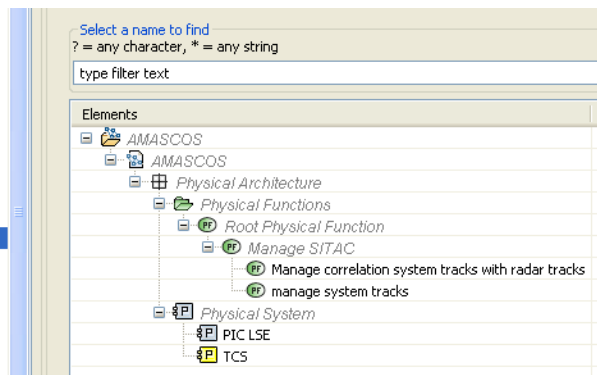 Select a name to find
? = any character, * = any string
type filter text
Elements
AMASCOS
AMASCOS
Physical Architecture
Physical Functions
PF Root Physical Function
PF Manage SITAC
PF Manage correlation system tracks with radar tracks
PF manage system tracks
P Physical System
P PIC LSE
P TCS